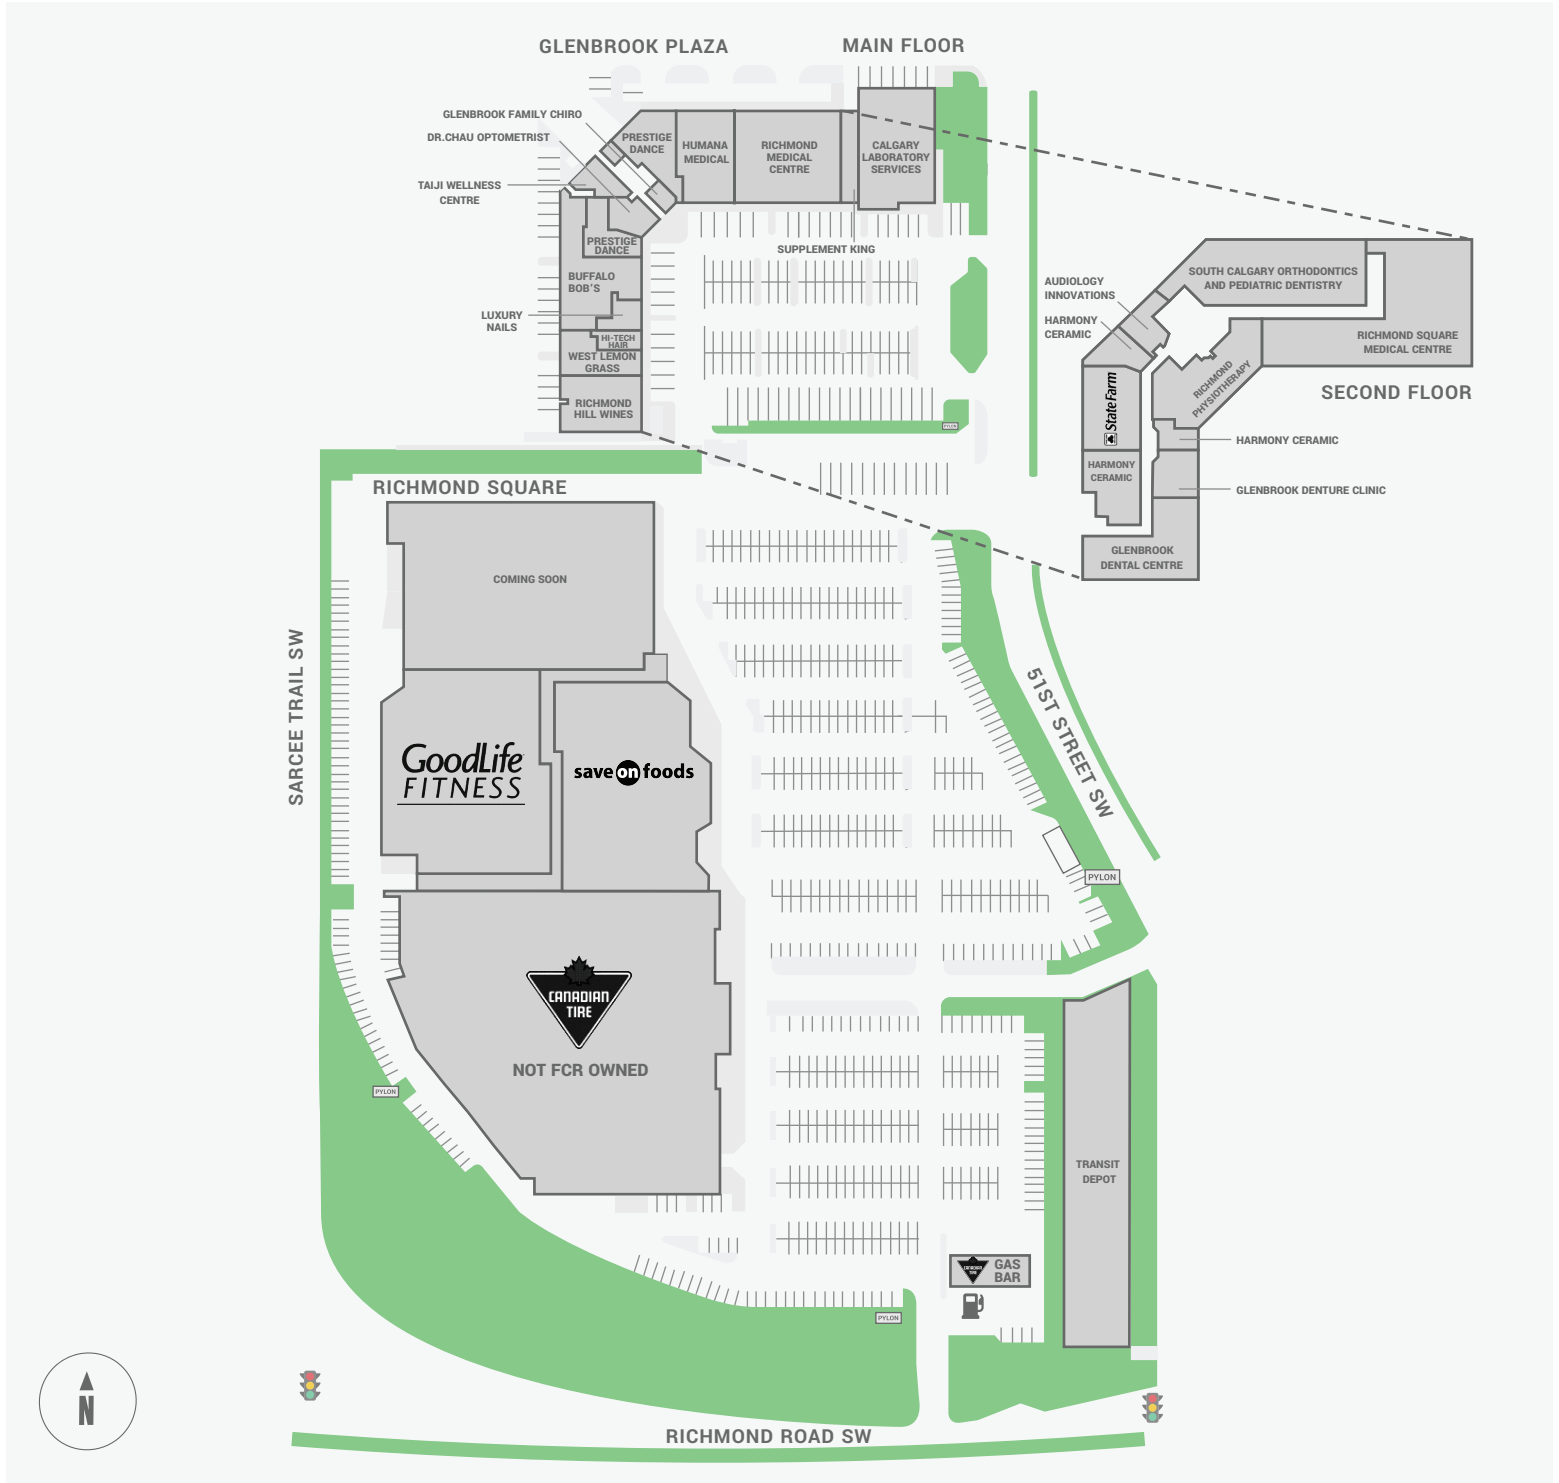 GLENBROOK PLAZA
MAIN FLOOR
GLENBROOK FAMILY CHIRO
DR.CHAU OPTOMETRIST
TAIJI WELLNESS
CENTRE
PRESTIGE
DANCE
HUMANA
MEDICAL
RICHMOND
MEDICAL
CENTRE
CALGARY
LABORATORY
SERVICES
SUPPLEMENT KING
PRESTIGE
DANCE
BUFFALO
BOB'S
LUXURY
NAILS
HI-TECH
HAIR
WEST LEMON
GRASS
RICHMOND
HILL WINES
PYLON
SOUTH CALGARY ORTHODONTICS
AND PEDIATRIC DENTISTRY
AUDIOLOGY
INNOVATIONS
HARMONY
CERAMIC
RICHMOND SQUARE
MEDICAL CENTRE
RICHMOND
PHYSIOTHERAPY
SECOND FLOOR
StateFarm
HARMONY CERAMIC
HARMONY
CERAMIC
GLENBROOK DENTURE CLINIC
GLENBROOK
DENTAL CENTRE
RICHMOND SQUARE
COMING SOON
SARCEE TRAIL SW
51ST STREET SW
GoodLife
FITNESS
save on foods
PYLON
CANADIAN
TIRE
NOT FCR OWNED
PYLON
TRANSIT
DEPOT
CANADIAN
TIRE
GAS
BAR
PYLON
N
RICHMOND ROAD SW